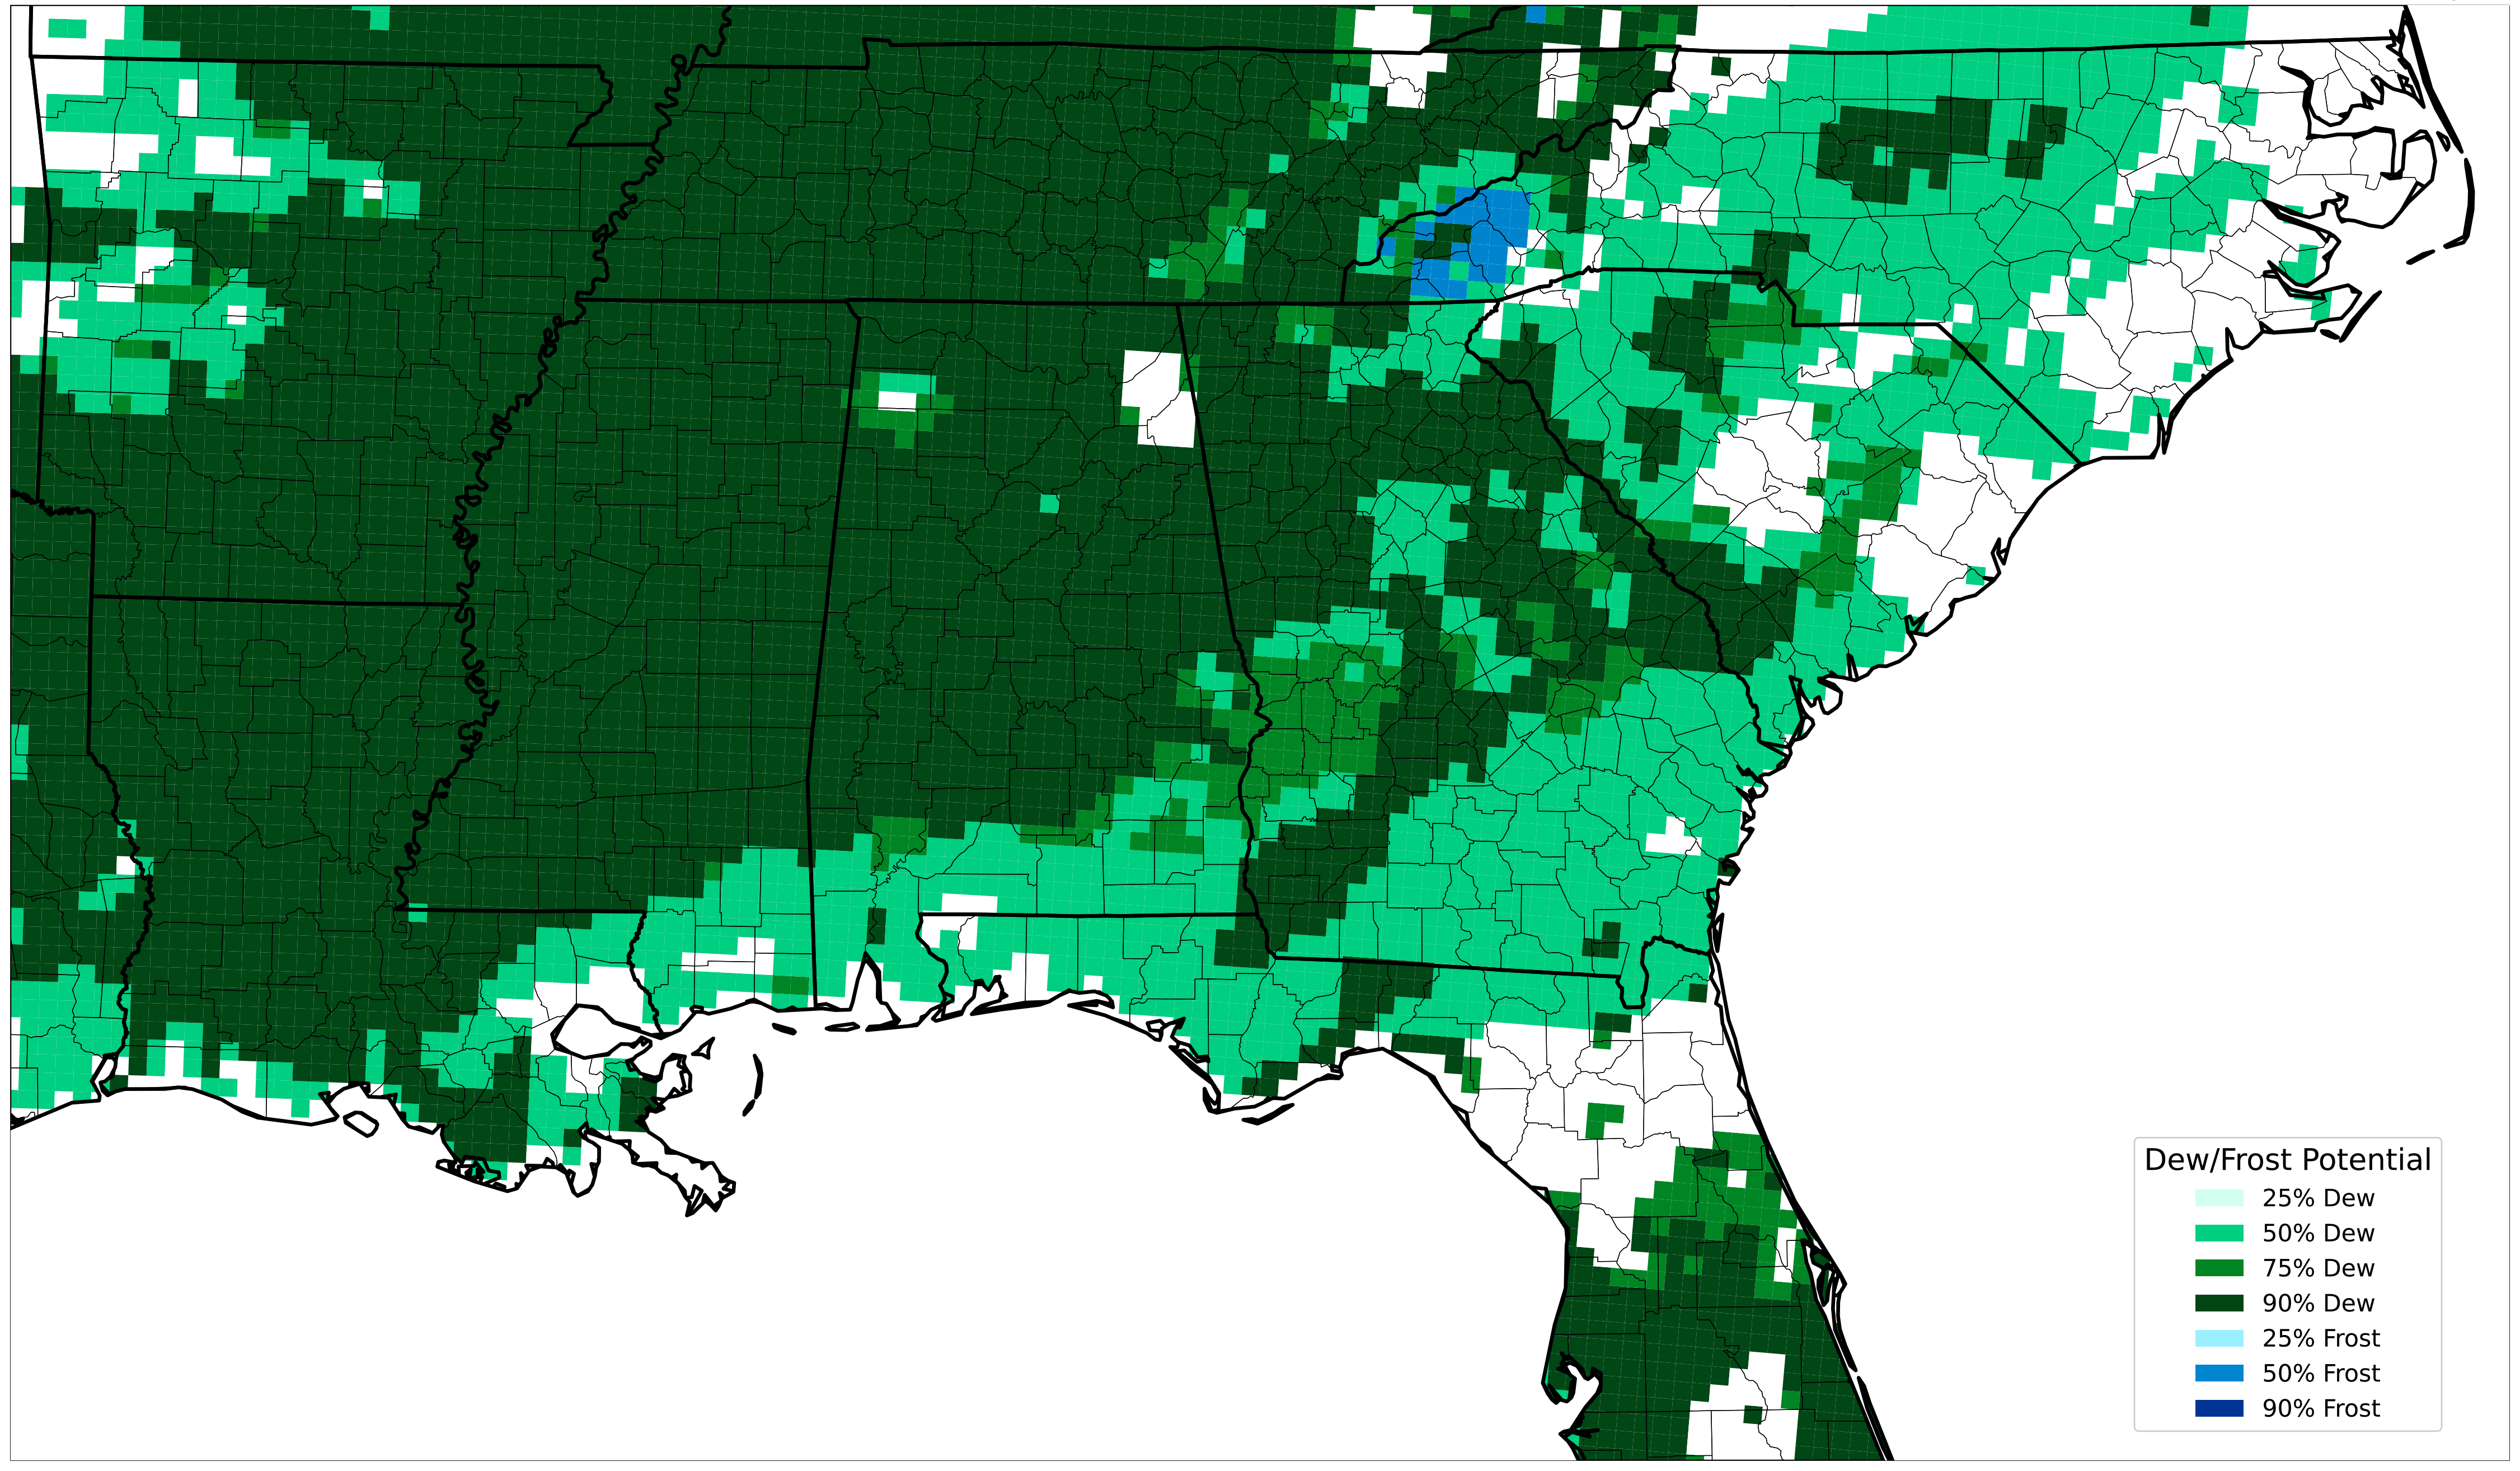 Dew/Frost Potential
25% Dew
50% Dew
75% Dew
90% Dew
25% Frost
50% Frost
90% Frost